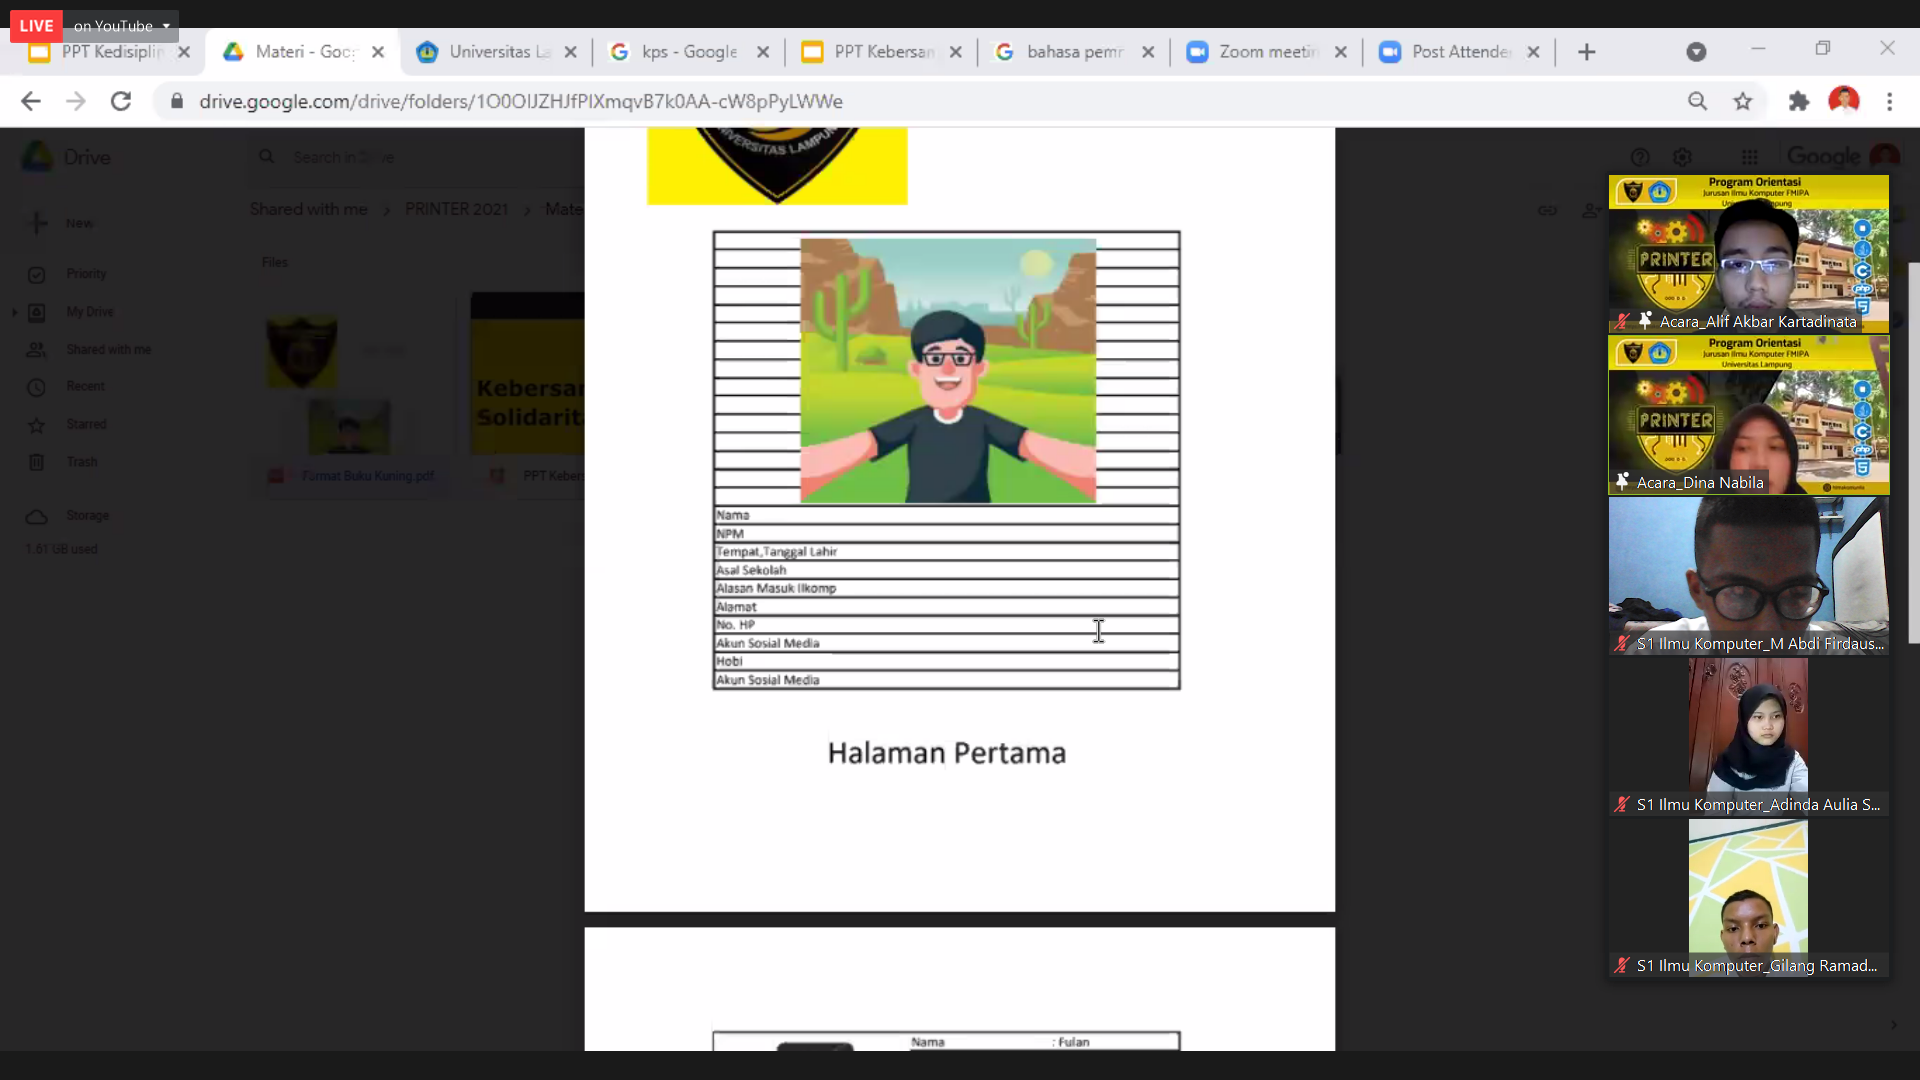 LIVE on YouTube
PPT Kedisiplin
Materi - Goo
Universitas La
kps - Google
PPT Kebersan
bahasa pemr
Zoom meetin
Post Attende
drive.google.com/drive/folders/1O0OIJZHJfPlXmqvB7k0AA-cW8pPyLWWe
Drive
Search in Drive
Google
Shared with me > PRINTER 2021 > Mate
New
Priority
My Drive
Shared with me
Recent
Starred
Trash
Storage
1.61 GB used
Files
Format Buku Kuning.pdf
Kebersa
Solidarita
PPT Keber
UNIVERSITAS LAMPUN
Nama
NPM
Tempat,Tanggal Lahir
Asal Sekolah
Alasan Masuk Ilkomp
Alamat
No. HP
Akun Sosial Media
Hobi
Akun Sosial Media
Halaman Pertama
Nama : Fulan
Program Orientasi
Jurusan Ilmu Komputer FMIPA
PRINTER
php
Acara_Alif Akbar Kartadinata
Program Orientasi
Jurusan Ilmu Komputer FMIPA
Universitas Lampung
PRINTER
php
Acara_Dina Nabila
S1 Ilmu Komputer_M Abdi Firdaus...
S1 Ilmu Komputer_Adinda Aulia S...
S1 Ilmu Komputer_Gilang Ramad...